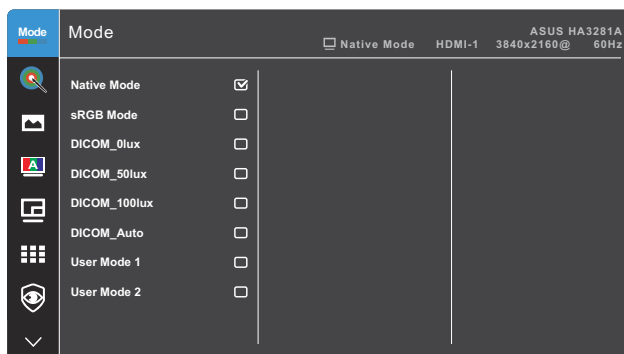 Mode
Mode
ASUS HA3281A
Native Mode HDMI-1 3840x2160@ 60Hz
Native Mode
sRGB Mode
DICOM_0lux
A
DICOM_50lux
DICOM_100lux
DICOM_Auto
User Mode 1
User Mode 2